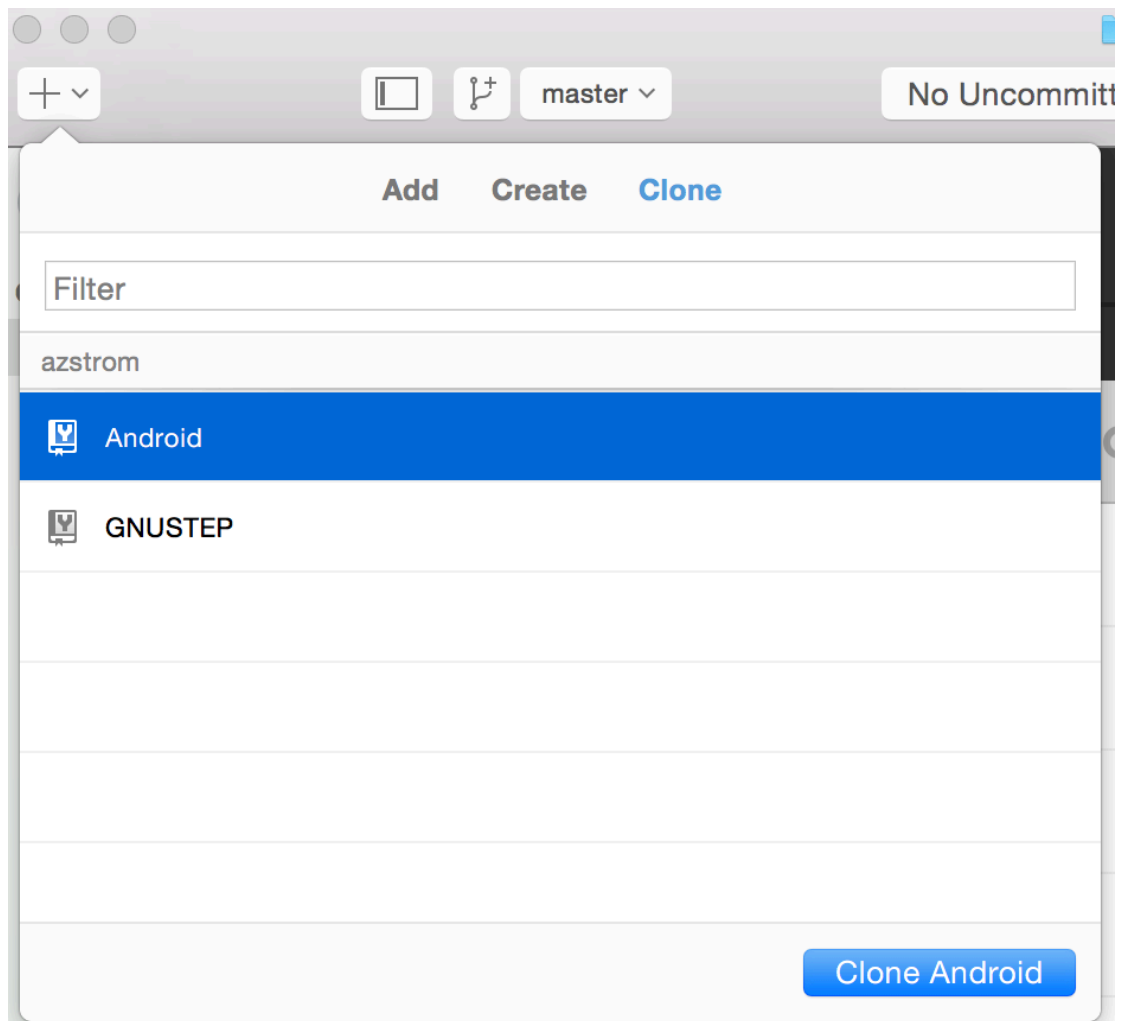 master
No Uncommitt
Add Create Clone
Filter
azstrom
Android
GNUSTEP
Clone Android